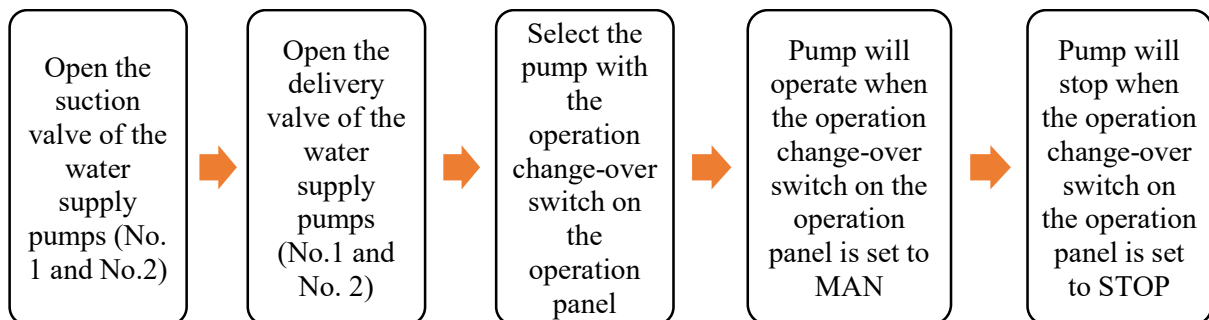 Open the
suction
valve of the
water
supply
pumps (No.
1 and No.2)
Open the
delivery
valve of the
water
supply
pumps
(No.1 and
No. 2)
Select the
pump with
the
operation
change-over
switch on
the
operation
panel
Pump will
operate when
the operation
change-over
switch on the
operation
panel is set to
MAN
Pump will
stop when
the operation
change-over
switch on
the operation
panel is set
to STOP